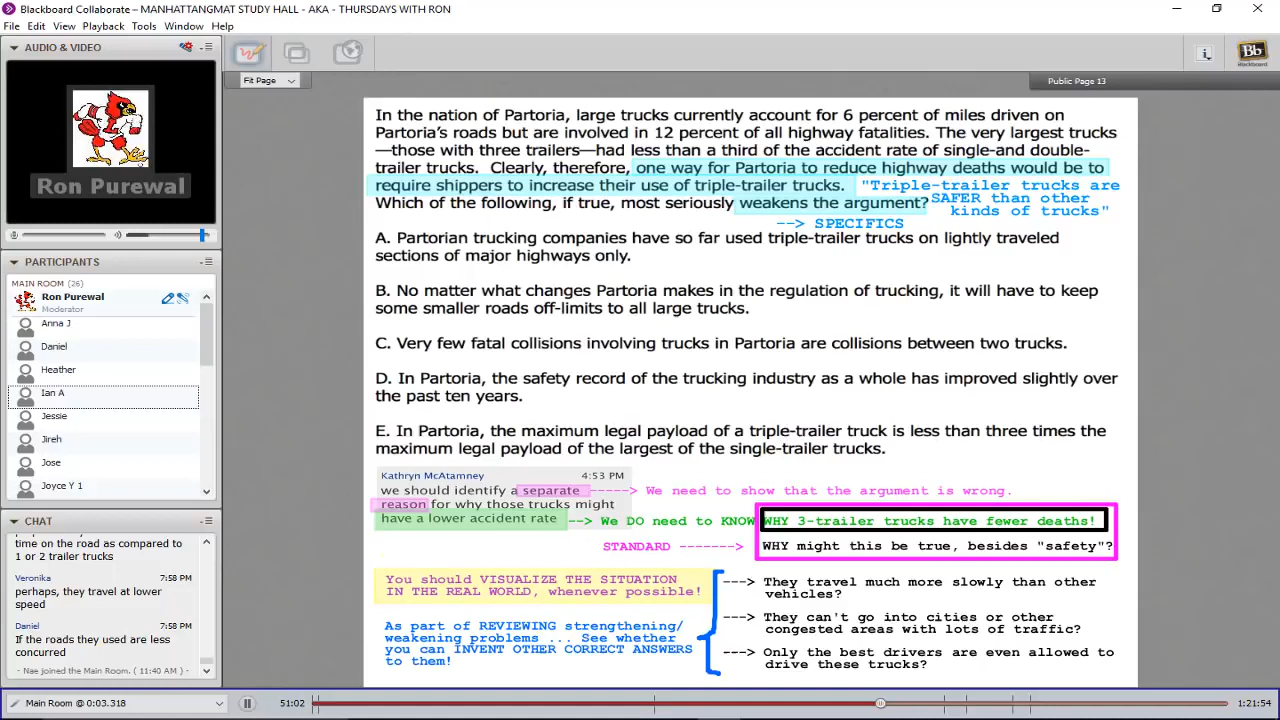 Blackboard Collaborate - MANHATTANGMAT STUDY HALL - AKA - THURSDAYS WITH RON
File Edit View Playback Tools Window Help
AUDIO & VIDEO
Ron Purewal
PARTICIPANTS
MAIN ROOM (26)
Ron Purewal
Moderator
Anna J
Daniel
Heather
Ian A
Jessie
Jireh
Jose
Joyce Y 1
CHAT
time on the road as compared
to 1 or 2 trailer trucks
Veronika 7:58 PM
perhaps, they travel at lower
speed
Daniel 7:58 PM
If the roads they used are less
concurred
- Nae joined the Main Room. ( 11:40 AM ) -
Main Room @ 0:03.318
51:02
1:21:54
Fit Page
Public Page 13
Bb
Blackboard
In the nation of Partoria, large trucks currently account for 6 percent of miles driven on
Partoria's roads but are involved in 12 percent of all highway fatalities. The very largest trucks
—those with three trailers—had less than a third of the accident rate of single-and double-
trailer trucks. Clearly, therefore, one way for Partoria to reduce highway deaths would be to
require shippers to increase their use of triple-trailer trucks.
"Triple-trailer trucks are
SAFER than other
kinds of trucks"
Which of the following, if true, most seriously weakens the argument?
--> SPECIFICS
A. Partorian trucking companies have so far used triple-trailer trucks on lightly traveled
sections of major highways only.
B. No matter what changes Partoria makes in the regulation of trucking, it will have to keep
some smaller roads off-limits to all large trucks.
C. Very few fatal collisions involving trucks in Partoria are collisions between two trucks.
D. In Partoria, the safety record of the trucking industry as a whole has improved slightly over
the past ten years.
E. In Partoria, the maximum legal payload of a triple-trailer truck is less than three times the
maximum legal payload of the largest of the single-trailer trucks.
Kathryn McAtamney 4:53 PM
we should identify a separate
reason for why those trucks might
have a lower accident rate
-----> We need to show that the argument is wrong.
--> We DO need to KNOW WHY 3-trailer trucks have fewer deaths!
STANDARD -------> WHY might this be true, besides "safety"?
You should VISUALIZE THE SITUATION
IN THE REAL WORLD, whenever possible!
As part of REVIEWING strengthening/
weakening problems ... See whether
you can INVENT OTHER CORRECT ANSWERS
to them!
---> They travel much more slowly than other
vehicles?
---> They can't go into cities or other
congested areas with lots of traffic?
---> Only the best drivers are even allowed to
drive these trucks?